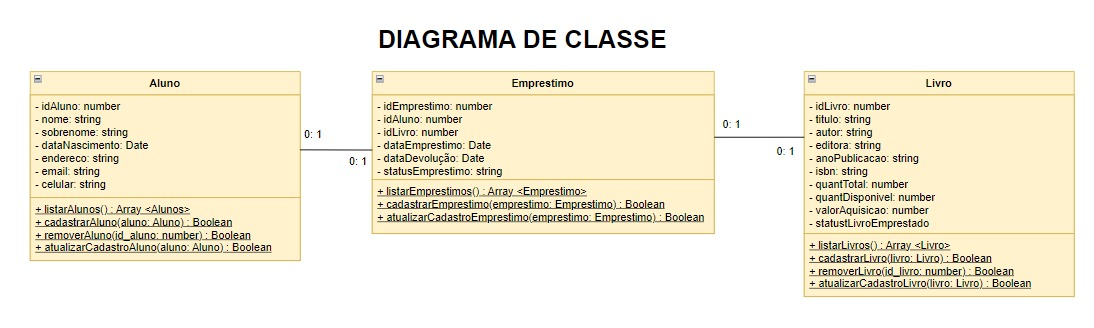 DIAGRAMA DE CLASSE
Aluno
- idAluno: number
- nome: string
- sobrenome: string
- dataNascimento: Date
- endereco: string
- email: string
- celular: string
+ listarAlunos() : Array <Alunos>
+ cadastrarAluno(aluno: Aluno) : Boolean
+ removerAluno(id_aluno: number) : Boolean
+ atualizarCadastroAluno(aluno: Aluno) : Boolean
0: 1
0: 1
Emprestimo
- idEmprestimo: number
- idAluno: number
- idLivro: number
- dataEmprestimo: Date
- dataDevolução: Date
- statusEmprestimo: string
+ listarEmprestimos() : Array <Emprestimo>
+ cadastrarEmprestimo(emprestimo: Emprestimo) : Boolean
+ atualizarCadastroEmprestimo(emprestimo: Emprestimo) : Boolean
0: 1
0: 1
Livro
- idLivro: number
- titulo: string
- autor: string
- editora: string
- anoPublicacao: string
- isbn: string
- quantTotal: number
- quantDisponivel: number
- valorAquisicao: number
- statustLivroEmprestado
+ listarLivros() : Array <Livro>
+ cadastrarLivro(livro: Livro) : Boolean
+ removerLivro(id_livro: number) : Boolean
+ atualizarCadastroLivro(livro: Livro) : Boolean